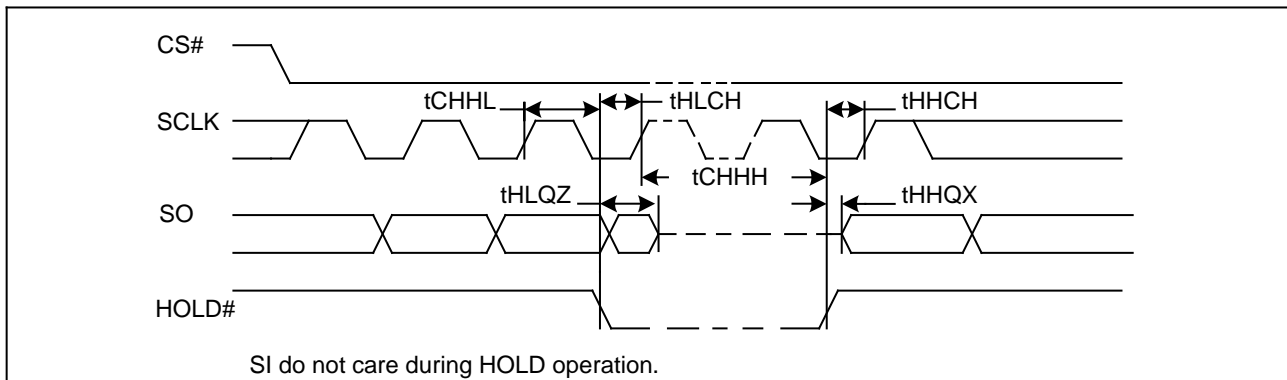 CS#
tCHHL
tHLCH
tHHCH
SCLK
tCHHH
tHLQZ
tHHQX
SO
HOLD#
SI do not care during HOLD operation.